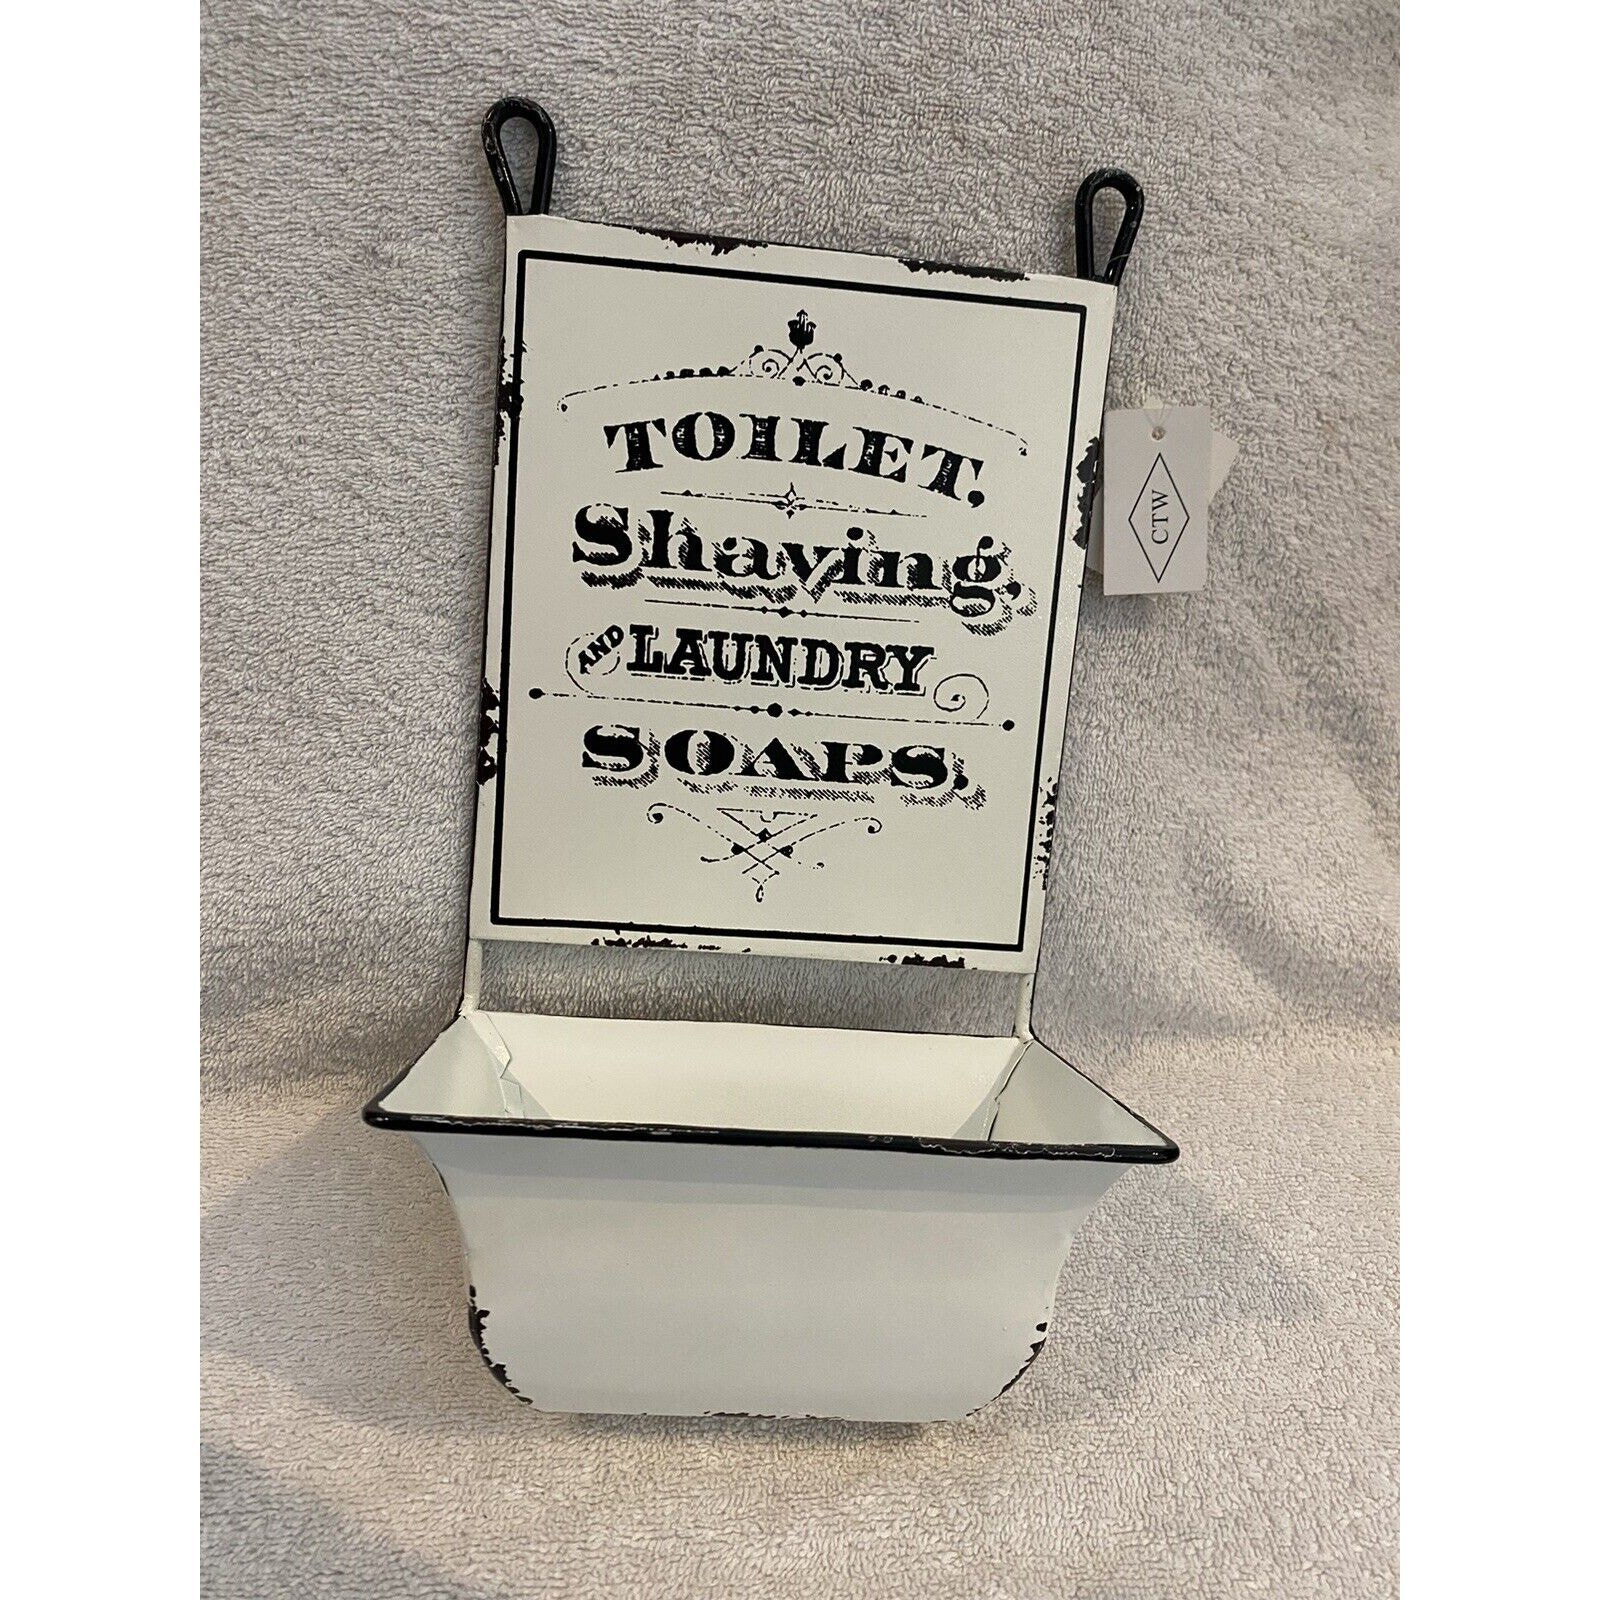 TOILET,
Shaving,
AND LAUNDRY
SOAPS,
CTW